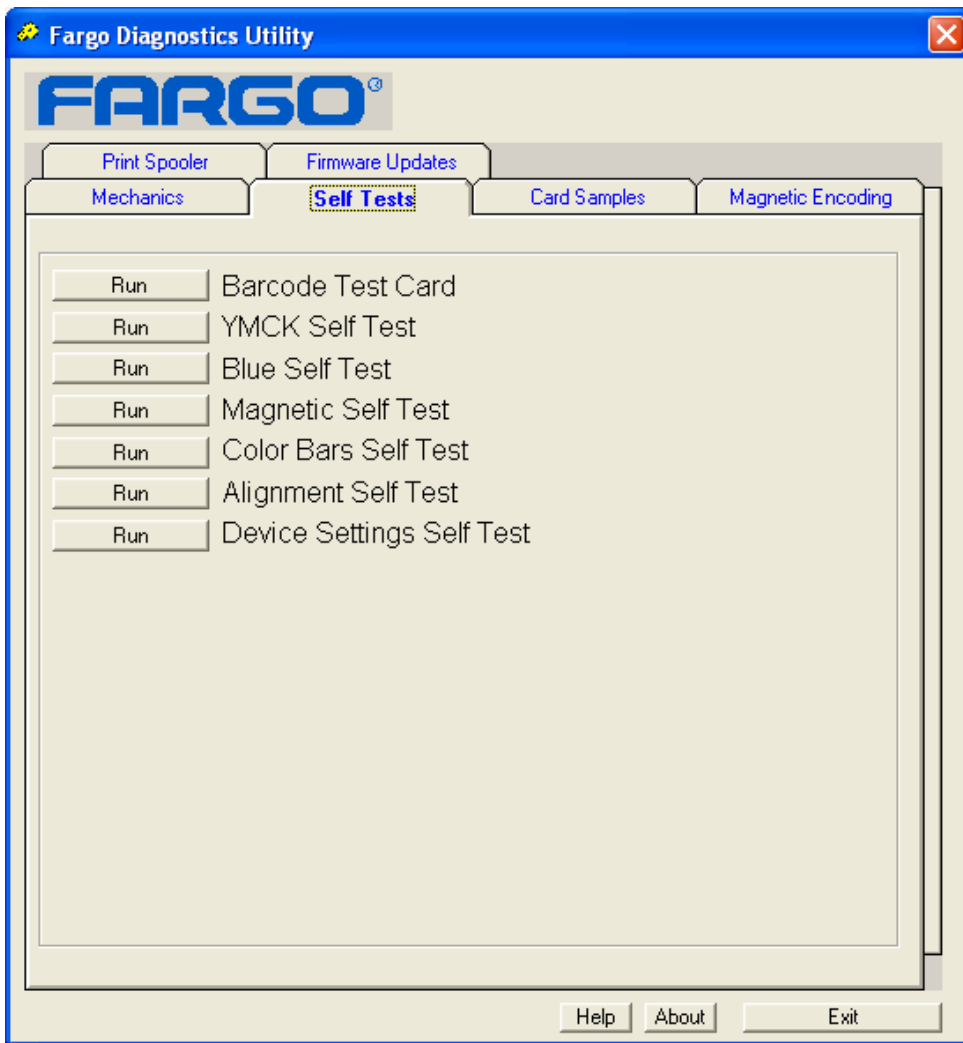 Fargo Diagnostics Utility
FARGO®
Print Spooler Firmware Updates
Mechanics Self Tests Card Samples Magnetic Encoding
Run Barcode Test Card
Run YMCK Self Test
Run Blue Self Test
Run Magnetic Self Test
Run Color Bars Self Test
Run Alignment Self Test
Run Device Settings Self Test
Help About Exit